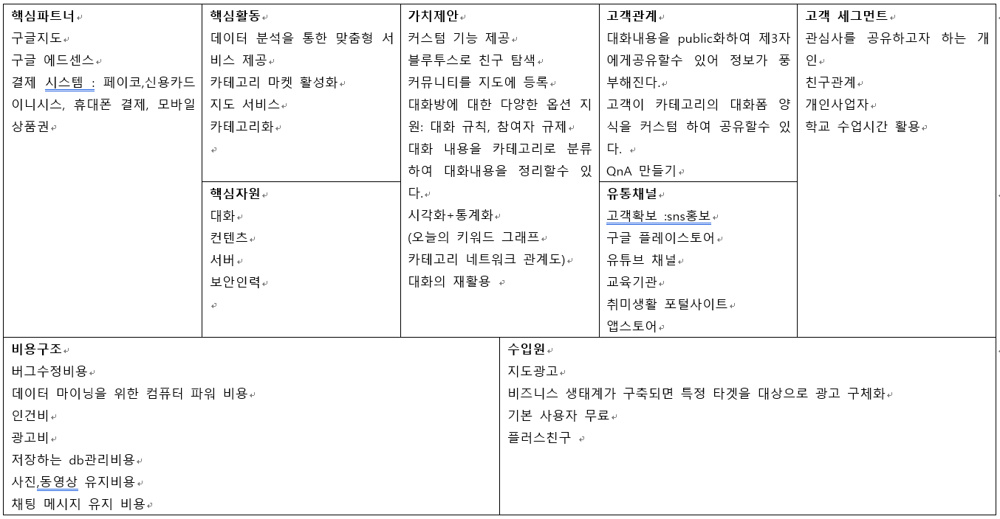 핵심파트너
구글지도
구글 에드센스
결제 시스템 : 페이코,신용카드
이니시스, 휴대폰 결제, 모바일
상품권
핵심활동
데이터 분석을 통한 맞춤형 서
비스 제공
카테고리 마켓 활성화
지도 서비스
카테고리화
핵심자원
대화
컨텐츠
서버
보안인력
가치제안
커스텀 기능 제공
블루투스로 친구 탐색
커뮤니티를 지도에 등록
대화방에 대한 다양한 옵션 지
원: 대화 규칙, 참여자 규제
대화 내용을 카테고리로 분류
하여 대화내용을 정리할수 있
다.
시각화+통계화
(오늘의 키워드 그래프
카테고리 네트워크 관계도)
대화의 재활용
고객관계
대화내용을 public화하여 제3자
에게공유할수 있어 정보가 풍
부해진다.
고객이 카테고리의 대화폼 양
식을 커스텀 하여 공유할수 있
다.
QnA 만들기
유통채널
고객확보 :sns홍보
구글 플레이스토어
유튜브 채널
교육기관
취미생활 포털사이트
앱스토어
고객 세그먼트
관심사를 공유하고자 하는 개
인
친구관계
개인사업자
학교 수업시간 활용
비용구조
버그수정비용
데이터 마이닝을 위한 컴퓨터 파워 비용
인건비
광고비
저장하는 db관리비용
사진,동영상 유지비용
채팅 메시지 유지 비용
수입원
지도광고
비즈니스 생태계가 구축되면 특정 타겟을 대상으로 광고 구체화
기본 사용자 무료
플러스친구